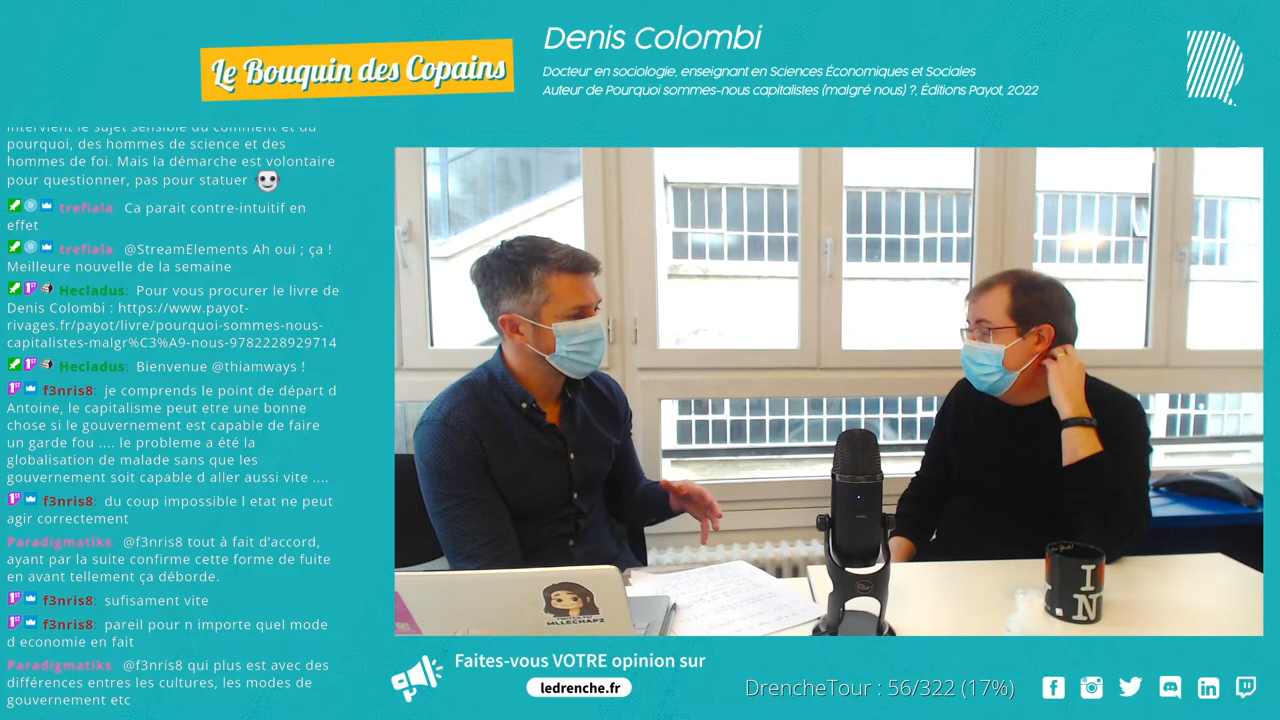 Le Bouquin des Copains
Denis Colombi
Docteur en sociologie, enseignant en Sciences Économiques et Sociales
Auteur de Pourquoi sommes-nous capitalistes (malgré nous) ?, Éditions Payot, 2022
intervient le sujet sensible du comment et du
pourquoi, des hommes de science et des
hommes de foi. Mais la démarche est volontaire
pour questionner, pas pour statuer
trefiala: Ca parait contre-intuitif en
effet
trefiala: @StreamElements Ah oui ; ça !
Meilleure nouvelle de la semaine
Hecladus: Pour vous procurer le livre de
Denis Colombi : https://www.payot-
rivages.fr/payot/livre/pourquoi-sommes-nous-
capitalistes-malgr%C3%A9-nous-9782228929714
Hecladus: Bienvenue @thiamways !
f3nris8: je comprends le point de départ d
Antoine, le capitalisme peut etre une bonne
chose si le gouvernement est capable de faire
un garde fou .... le probleme a été la
globalisation de malade sans que les
gouvernement soit capable d aller aussi vite ....
f3nris8: du coup impossible l etat ne peut
agir correctement
Paradigmatiks: @f3nris8 tout à fait d’accord,
ayant par la suite confirme cette forme de fuite
en avant tellement ça déborde.
f3nris8: sufisament vite
f3nris8: pareil pour n importe quel mode
d economie en fait
Paradigmatiks: @f3nris8 qui plus est avec des
différences entres les cultures, les modes de
gouvernement etc
TWITCH.TV/
MLLECHAPZ
I
N
Faites-vous VOTRE opinion sur
ledrenche.fr
DrencheTour : 56/322 (17%)